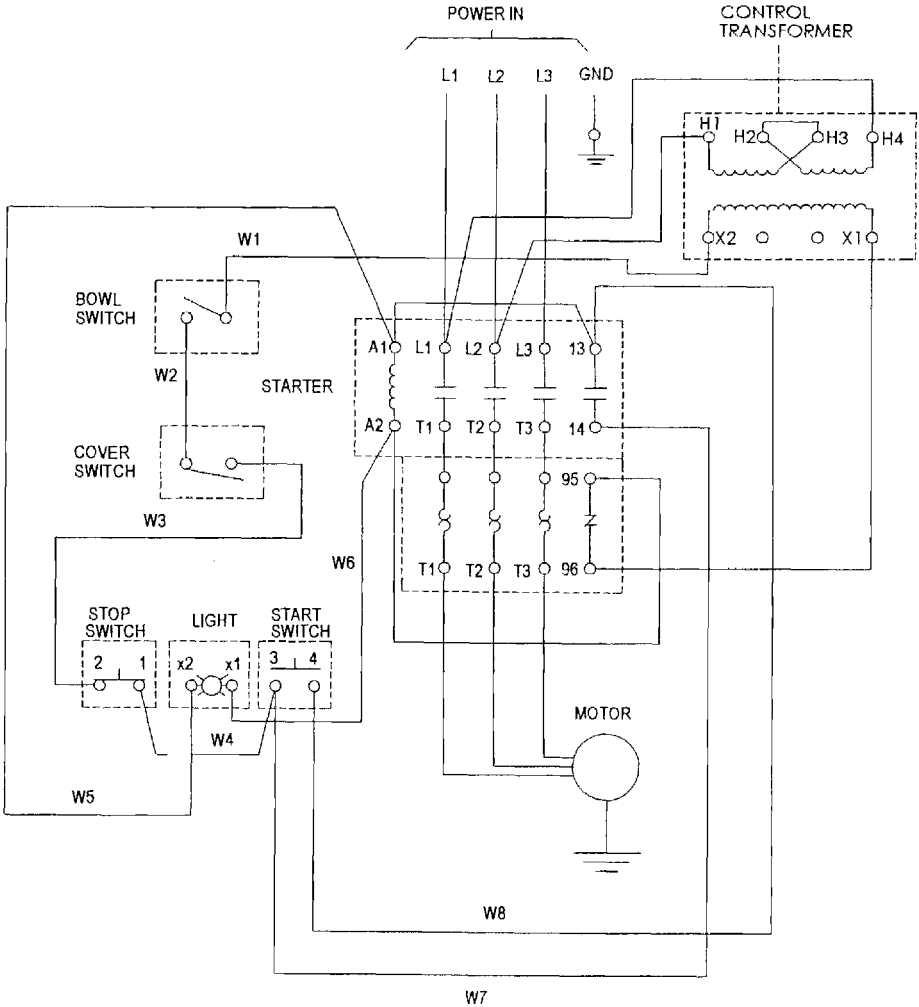 POWER IN
CONTROL
TRANSFORMER
L1 L2 L3 GND
H1 H2 H3 H4
X2 X1
W1
BOWL
SWITCH
W2
STARTER
A1 L1 L2 L3 13
A2 T1 T2 T3 14
COVER
SWITCH
95
W3
W6
T1 T2 T3 96
STOP
SWITCH
LIGHT
START
SWITCH
2 1 x2 x1 3 4
MOTOR
W4
W5
W8
W7